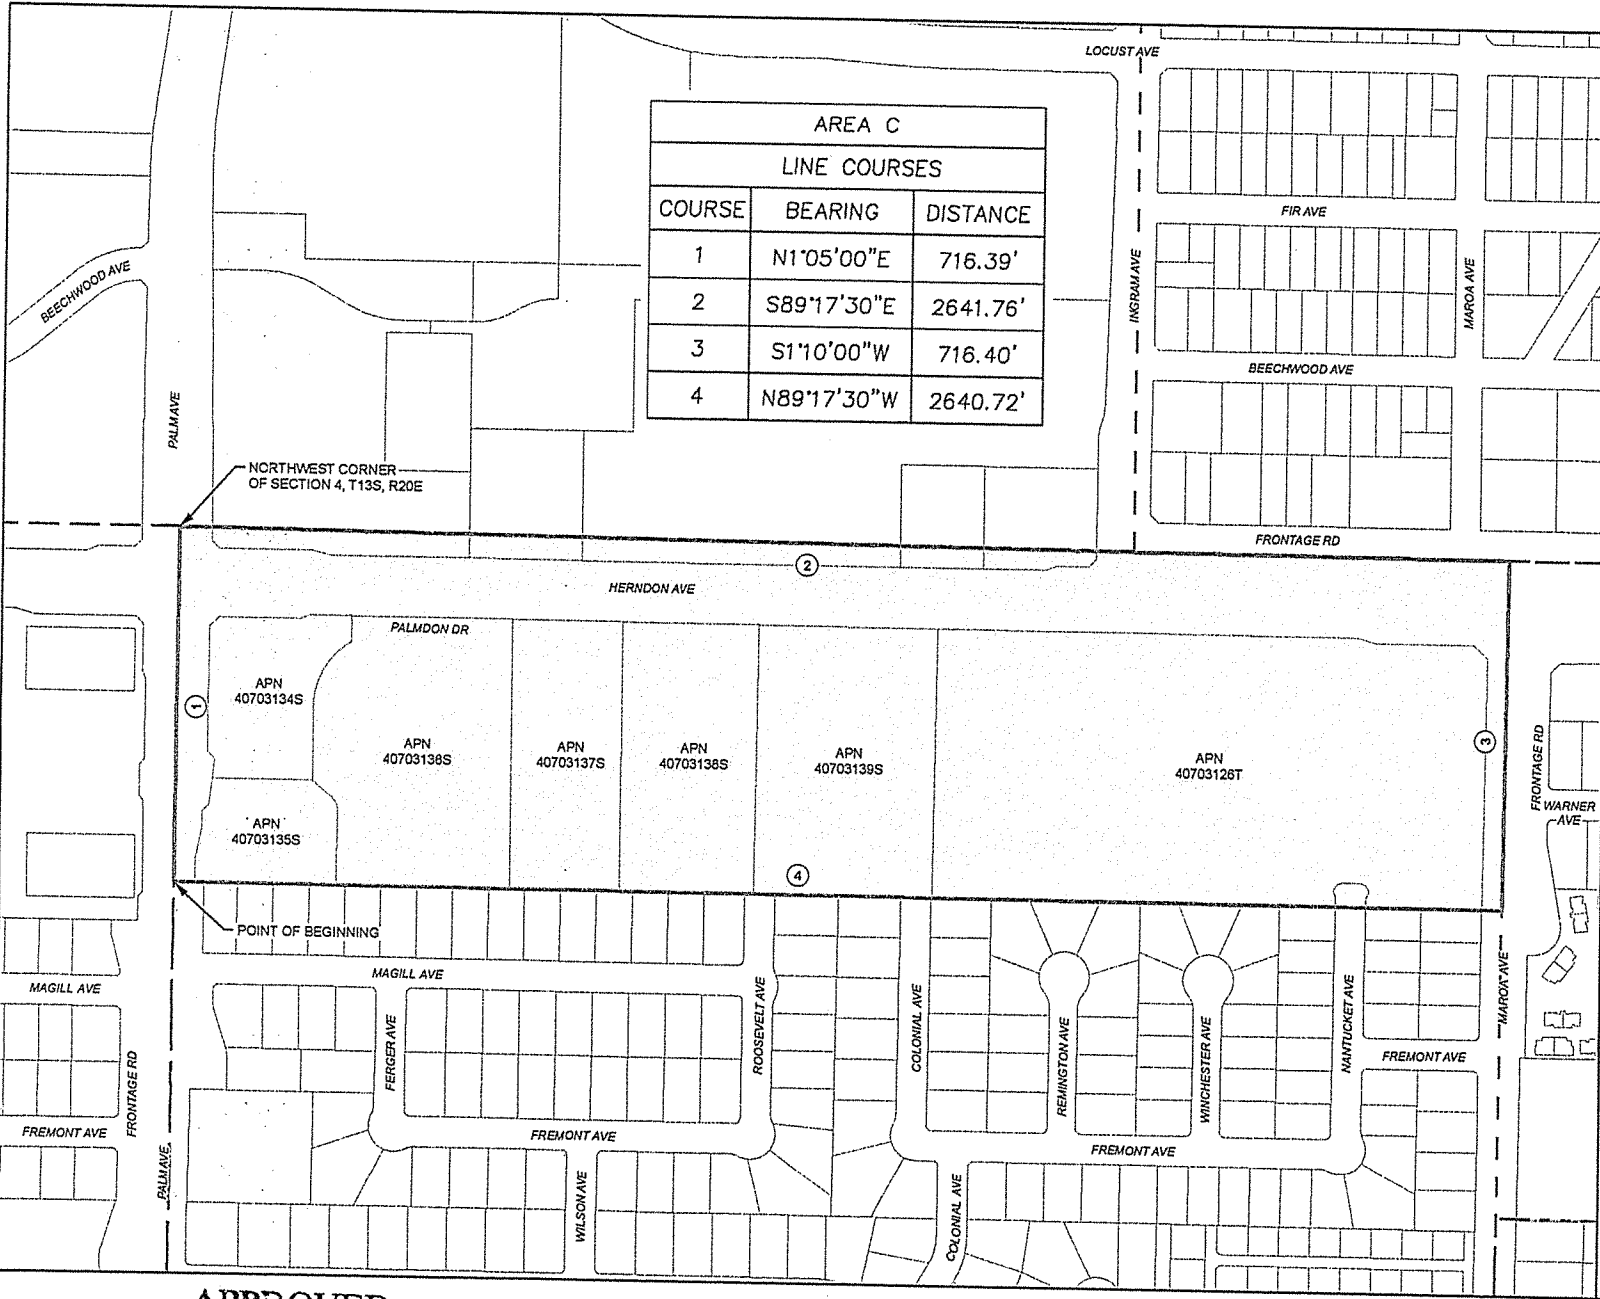 LOCUST AVE
AREA C
LINE COURSES
COURSE BEARING DISTANCE
1 N1°05'00"E 716.39'
2 S89°17'30"E 2641.76'
3 S1°10'00"W 716.40'
4 N89°17'30"W 2640.72'
FIR AVE
BEECHWOOD AVE
INGRAM AVE
MAROA AVE
BEECHWOOD AVE
PALM AVE
NORTHWEST CORNER
OF SECTION 4, T13S, R20E
FRONTAGE RD
2
HERNDON AVE
PALMDON DR
APN
40703134S
1
APN
40703136S
APN
40703137S
APN
40703138S
APN
40703139S
APN
40703126T
3
FRONTAGE RD
WARNER
AVE
APN
40703135S
4
POINT OF BEGINNING
MAGILL AVE
MAGILL AVE
FERGER AVE
ROOSEVELT AVE
COLONIAL AVE
REMINGTON AVE
WINCHESTER AVE
NANTUCKET AVE
MAROA AVE
FREMONT AVE
FRONTAGE RD
FREMONT AVE
FREMONT AVE
FREMONT AVE
PALM AVE
WILSON AVE
COLONIAL AVE
APPROVED